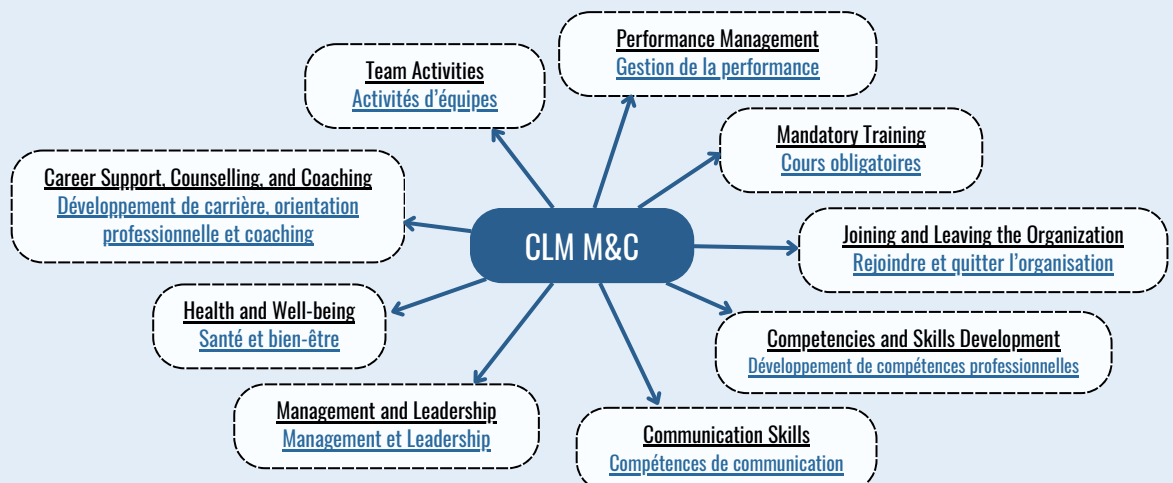 Performance Management
Gestion de la performance
Team Activities
Activités d'équipes
Mandatory Training
Cours obligatoires
Career Support, Counselling, and Coaching
Développement de carrière, orientation
professionnelle et coaching
CLM M&C
Joining and Leaving the Organization
Rejoindre et quitter l'organisation
Health and Well-being
Santé et bien-être
Competencies and Skills Development
Développement de compétences professionnelles
Management and Leadership
Management et Leadership
Communication Skills
Compétences de communication